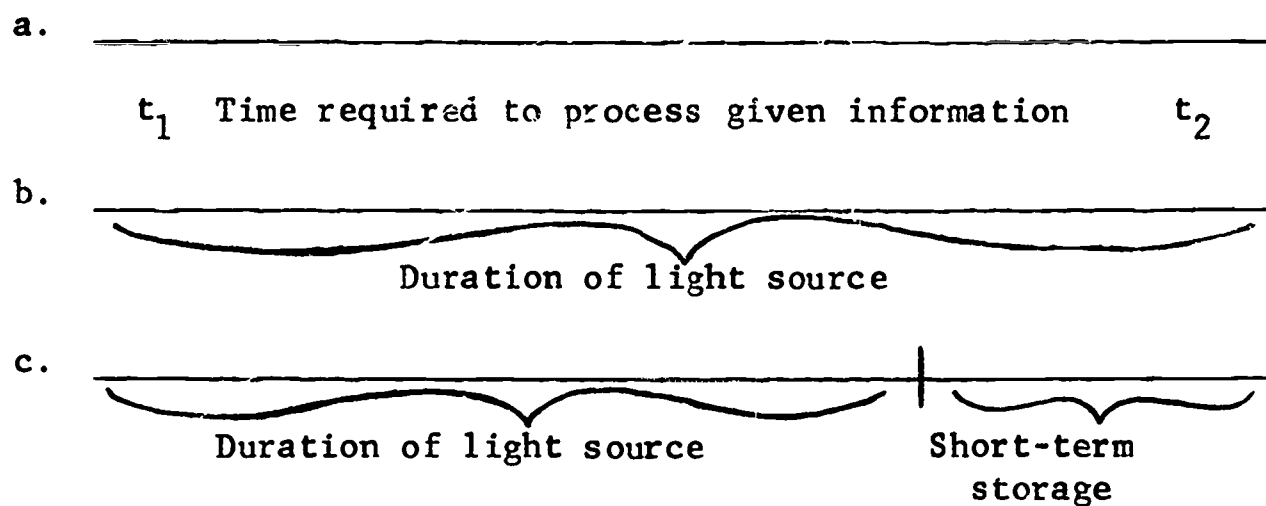 a.
t₁ Time required to process given information t₂
b.
Duration of light source
c.
Duration of light source Short-term
storage